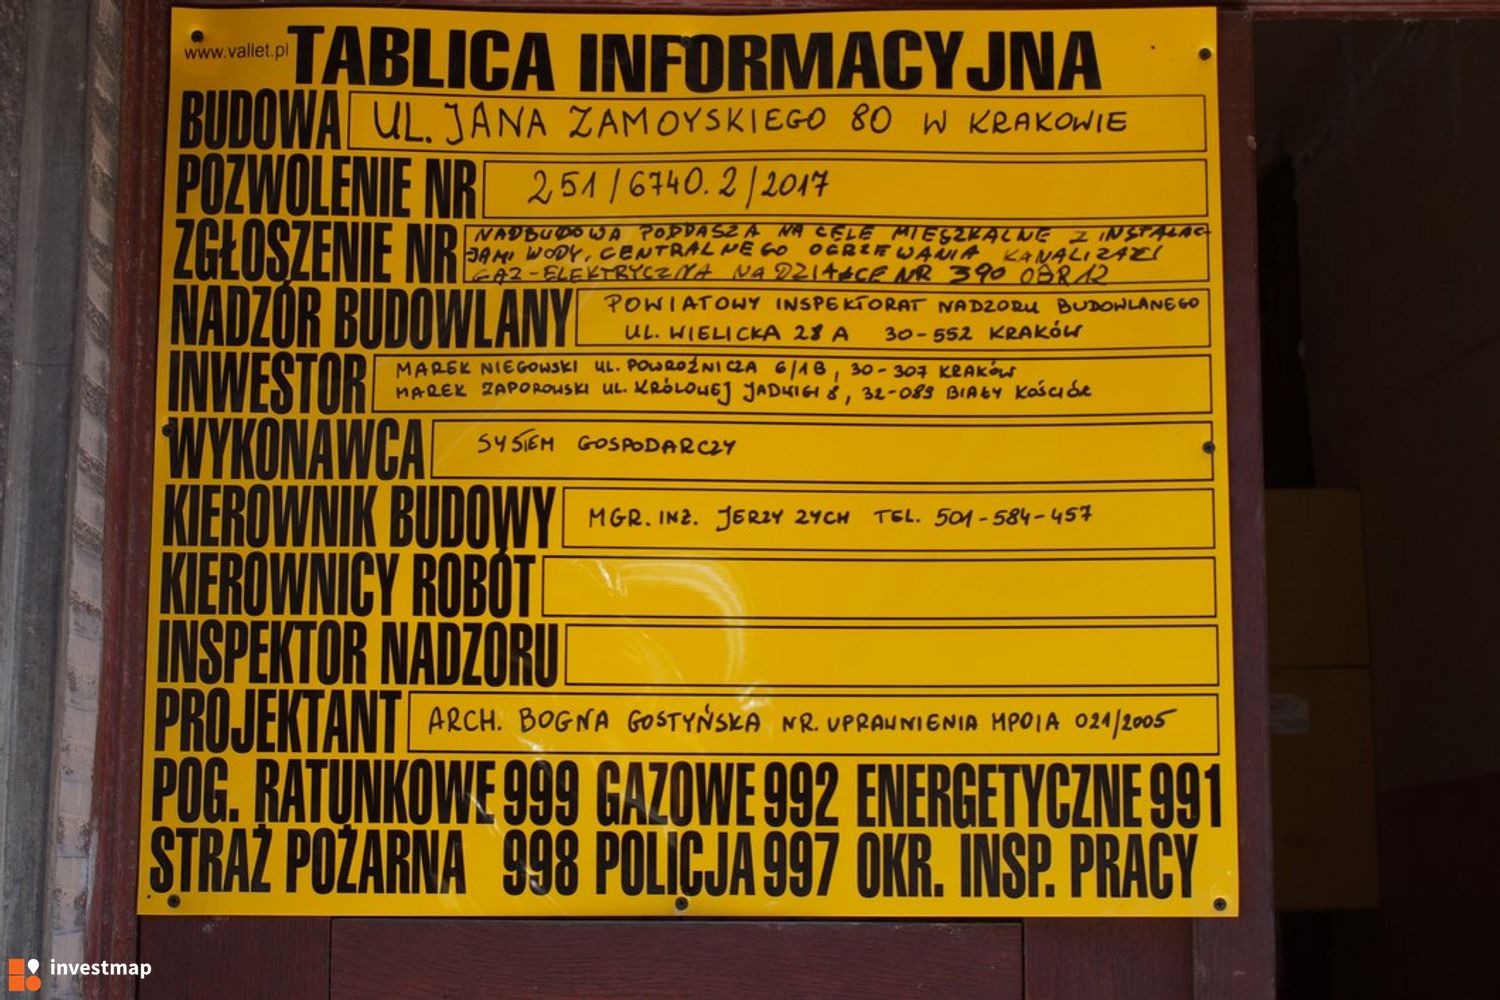 www.vallet.pl TABLICA INFORMACYJNA
BUDOWA UL. JANA ZAMOYSKIEGO 80 W KRAKOWIE
POZWOLENIE NR 251/6740.2/2017
ZGŁOSZENIE NR NADBUDOWA PODDASZA NA CELE MIESZKALNE Z INSTALAC-
JAMI WODY, CENTRALNEGO OGRZEWANIA KANALIZACJI
GAZ-ELEKTRYCZNA NA DZIAŁCE NR 390 OBR 12
NADZÓR BUDOWLANY POWIATOWY INSPEKTORAT NADZORU BUDOWLANEGO
UL. WIELICKA 28 A 30-552 KRAKÓW
INWESTOR MAREK NIEGOWSKI UL. POWROŹNICZA 6/1B, 30-307 KRAKÓW
MAREK ZAPOROWSKI UL. KRÓLOWEJ JADWIGI 8, 32-089 BIAŁY KOŚCIÓŁ
WYKONAWCA SYSTEM GOSPODARCZY
KIEROWNIK BUDOWY MGR. INŻ. JERZY ZYCH TEL. 501-584-457
KIEROWNICY ROBÓT
INSPEKTOR NADZORU
PROJEKTANT ARCH. BOGNA GOSTYŃSKA NR. UPRAWNIENIA MPOIA 021/2005
POG. RATUNKOWE 999 GAZOWE 992 ENERGETYCZNE 991
STRAŻ POŻARNA 998 POLICJA 997 OKR. INSP. PRACY
investmap